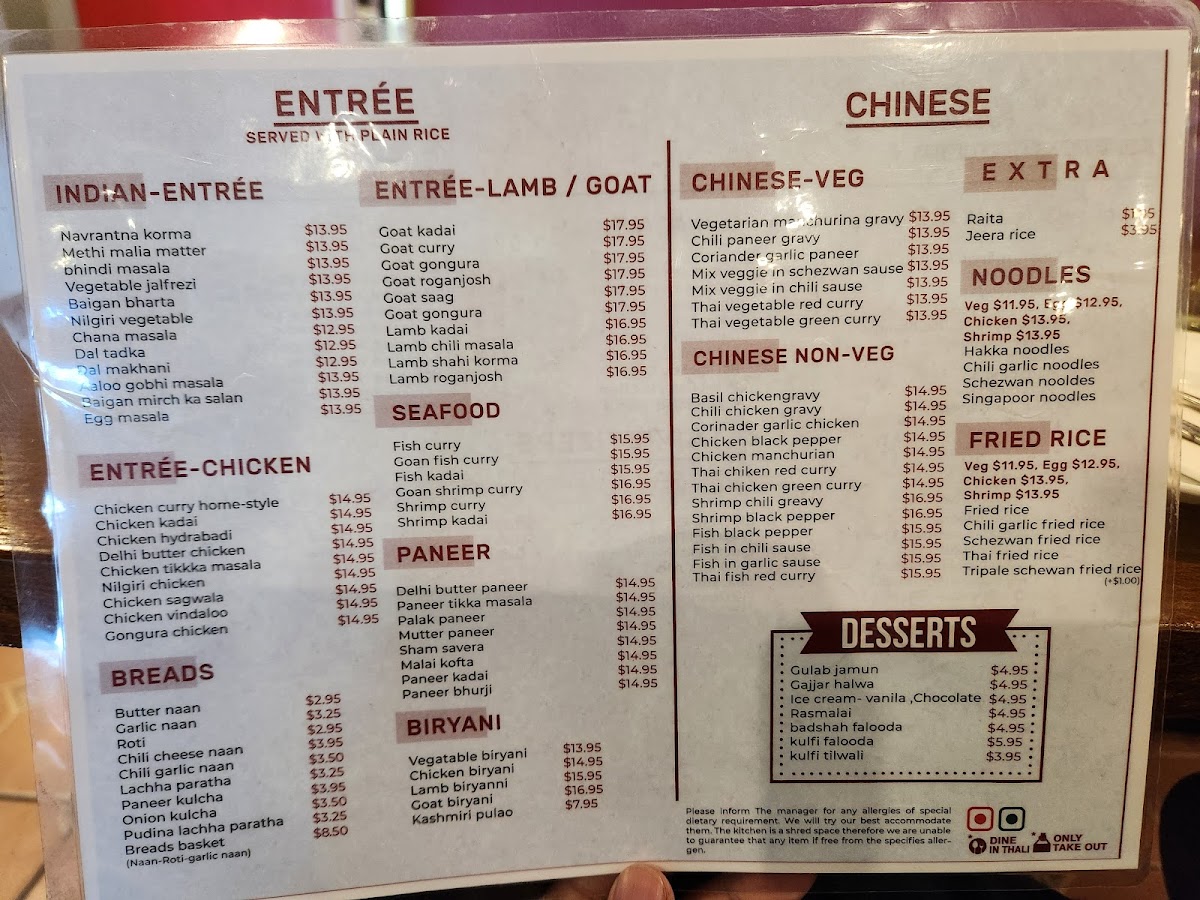 ENTRÉE
SERVED WITH PLAIN RICE
INDIAN-ENTRÉE
Navrantna korma $13.95
Methi malia matter $13.95
bhindi masala $13.95
Vegetable jalfrezi $13.95
Baigan bharta $13.95
Nilgiri vegetable $13.95
Chana masala $12.95
Dal tadka $12.95
Dal makhani $12.95
Aaloo gobhi masala $13.95
Baigan mirch ka salan $13.95
Egg masala $13.95
ENTRÉE-CHICKEN
Chicken curry home-style $14.95
Chicken kadai $14.95
Chicken hydrabadi $14.95
Delhi butter chicken $14.95
Chicken tikkka masala $14.95
Nilgiri chicken $14.95
Chicken sagwala $14.95
Chicken vindaloo $14.95
Gongura chicken $14.95
BREADS
Butter naan $2.95
Garlic naan $3.25
Roti $2.95
Chili cheese naan $3.95
Chili garlic naan $3.50
Lachha paratha $3.25
Paneer kulcha $3.95
Onion kulcha $3.50
Pudina lachha paratha $3.25
Breads basket $8.50
(Naan-Roti-garlic naan)
ENTRÉE-LAMB / GOAT
Goat kadai $17.95
Goat curry $17.95
Goat gongura $17.95
Goat roganjosh $17.95
Goat saag $17.95
Goat gongura $17.95
Lamb kadai $16.95
Lamb chili masala $16.95
Lamb shahi korma $16.95
Lamb roganjosh $16.95
SEAFOOD
Fish curry $15.95
Goan fish curry $15.95
Fish kadai $15.95
Goan shrimp curry $16.95
Shrimp curry $16.95
Shrimp kadai $16.95
PANEER
Delhi butter paneer $14.95
Paneer tikka masala $14.95
Palak paneer $14.95
Mutter paneer $14.95
Sham savera $14.95
Malai kofta $14.95
Paneer kadai $14.95
Paneer bhurji $14.95
BIRYANI
Vegatable biryani $13.95
Chicken biryani $14.95
Lamb biryanni $15.95
Goat biryani $16.95
Kashmiri pulao $7.95
CHINESE
CHINESE-VEG
Vegetarian manchurina gravy $13.95
Chili paneer gravy $13.95
Coriander garlic paneer $13.95
Mix veggie in schezwan sause $13.95
Mix veggie in chili sause $13.95
Thai vegetable red curry $13.95
Thai vegetable green curry $13.95
CHINESE NON-VEG
Basil chickengravy $14.95
Chili chicken gravy $14.95
Corinader garlic chicken $14.95
Chicken black pepper $14.95
Chicken manchurian $14.95
Thai chiken red curry $14.95
Thai chicken green curry $14.95
Shrimp chili greavy $16.95
Shrimp black pepper $16.95
Fish black pepper $15.95
Fish in chili sause $15.95
Fish in garlic sause $15.95
Thai fish red curry $15.95
EXTRA
Raita
Jeera rice $3.95
NOODLES
Veg $11.95, Egg $12.95,
Chicken $13.95,
Shrimp $13.95
Hakka noodles
Chili garlic noodles
Schezwan nooldes
Singapoor noodles
FRIED RICE
Veg $11.95, Egg $12.95,
Chicken $13.95,
Shrimp $13.95
Fried rice
Chili garlic fried rice
Schezwan fried rice
Thai fried rice
Tripale schewan fried rice
(+$1.00)
DESSERTS
Gulab jamun $4.95
Gajjar halwa $4.95
Ice cream- vanila ,Chocolate $4.95
Rasmalai $4.95
badshah falooda $4.95
kulfi falooda $5.95
kulfi tilwali $3.95
Please inform The manager for any allergies of special
dietary requirement. We will try our best accommodate
them. The kitchen is a shred space therefore we are unable
to guarantee that any item if free from the specifies aller-
gen.
DINE
IN THALI
ONLY
TAKE OUT